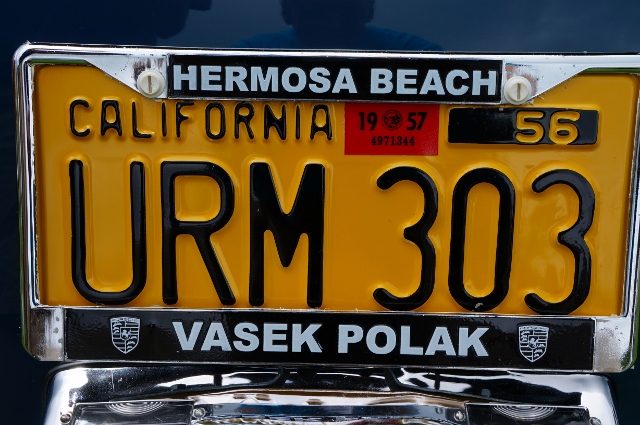 HERMOSA BEACH
CALIFORNIA 19 57 56
4971344
URM 303
VASEK POLAK